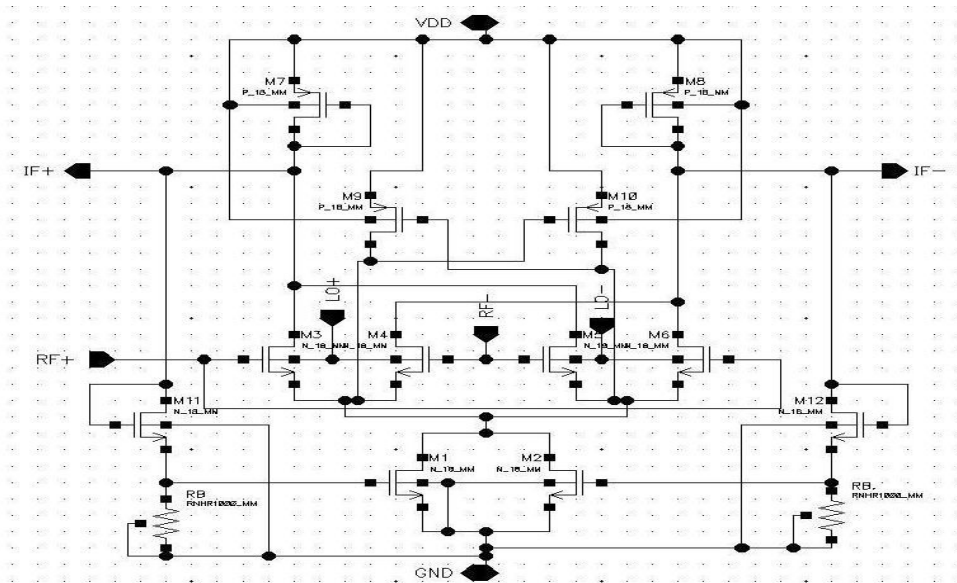 VDD
M7
P_18_MM
M8
P_18_MM
IF+
IF-
M9
P_18_MM
M10
P_18_MM
LO+
RF-
LO-
M3
M4
M6
N_18_MM
RF+
M11
N_18_MM
M12
N_18_MM
M1
N_18_MM
M2
N_18_MM
RB
RNHR1000_MM
RB
RNHR1000_MM
GND